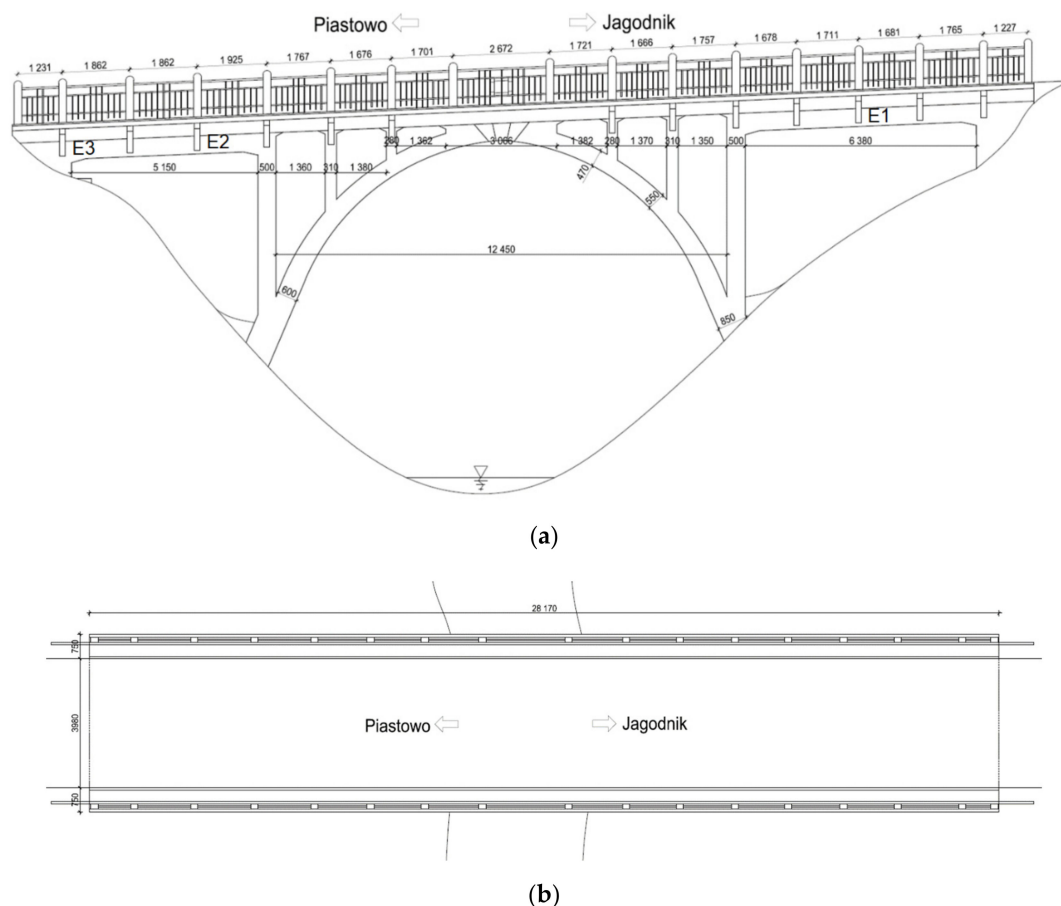 Piastowo Jagodnik
1 231 1 862 1 862 1 925 1 767 1 676 1 701 2 672 1 721 1 666 1 757 1 678 1 711 1 681 1 765 1 227
E3 E2 E1
280 1 362 3 066 1 382 280 1 370 310 1 350 500 6 380
5 150 500 1 360 310 1 380 470
550
12 450
600
850
(a)
28 170
750
3980
Piastowo Jagodnik
750
(b)